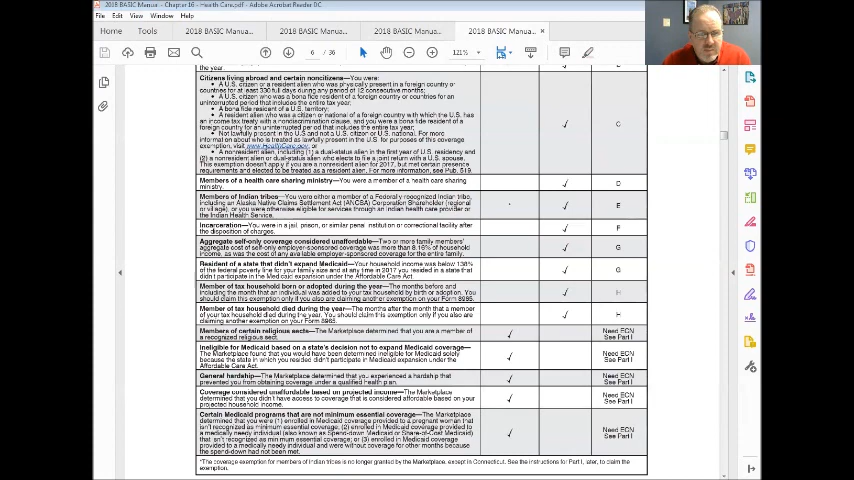 2018 BASIC Manual - Chapter 16 - Health Care.pdf - Adobe Acrobat Reader DC
File Edit View Window Help
Home Tools 2018 BASIC Manua... 2018 BASIC Manua... 2018 BASIC Manua... 2018 BASIC Manua... ×
6 / 36 121%
the year.
Citizens living abroad and certain noncitizens—You were:
• A U.S. citizen or a resident alien who was physically present in a foreign country or
countries for at least 330 full days during any period of 12 consecutive months;
• A U.S. citizen who was a bona fide resident of a foreign country or countries for an
uninterrupted period that includes the entire tax year;
• A bona fide resident of a U.S. territory;
• A resident alien who was a citizen or national of a foreign country with which the U.S. has
an income tax treaty with a nondiscrimination clause, and you were a bona fide resident of a
foreign country for an uninterrupted period that includes the entire tax year;
• Not lawfully present in the U.S and not a U.S. citizen or U.S. national. For more
information about who is treated as lawfully present in the U.S. for purposes of this coverage
exemption, visit www.HealthCare.gov; or
• A nonresident alien, including (1) a dual-status alien in the first year of U.S. residency and
(2) a nonresident alien or dual-status alien who elects to file a joint return with a U.S. spouse.
This exemption doesn't apply if you are a nonresident alien for 2017, but met certain presence
requirements and elected to be treated as a resident alien. For more information, see Pub. 519.
✓ C
Members of a health care sharing ministry—You were a member of a health care sharing
ministry.
✓ D
Members of Indian tribes—You were either a member of a Federally-recognized Indian tribe,
including an Alaska Native Claims Settlement Act (ANCSA) Corporation Shareholder (regional
or village), or you were otherwise eligible for services through an Indian health care provider or
the Indian Health Service.
* ✓ E
Incarceration—You were in a jail, prison, or similar penal institution or correctional facility after
the disposition of charges.
✓ F
Aggregate self-only coverage considered unaffordable—Two or more family members'
aggregate cost of self-only employer-sponsored coverage was more than 8.16% of household
income, as was the cost of any available employer-sponsored coverage for the entire family.
✓ G
Resident of a state that didn't expand Medicaid—Your household income was below 138%
of the federal poverty line for your family size and at any time in 2017 you resided in a state that
didn't participate in the Medicaid expansion under the Affordable Care Act.
✓ G
Member of tax household born or adopted during the year—The months before and
including the month that an individual was added to your tax household by birth or adoption. You
should claim this exemption only if you also are claiming another exemption on your Form 8965.
✓ H
Member of tax household died during the year—The months after the month that a member
of your tax household died during the year. You should claim this exemption only if you also are
claiming another exemption on your Form 8965.
✓ H
Members of certain religious sects—The Marketplace determined that you are a member of
a recognized religious sect.
✓ Need ECN
See Part I
Ineligible for Medicaid based on a state's decision not to expand Medicaid coverage—
The Marketplace found that you would have been determined ineligible for Medicaid solely
because the state in which you resided didn't participate in Medicaid expansion under the
Affordable Care Act.
✓ Need ECN
See Part I
General hardship—The Marketplace determined that you experienced a hardship that
prevented you from obtaining coverage under a qualified health plan.
✓ Need ECN
See Part I
Coverage considered unaffordable based on projected income—The Marketplace
determined that you didn't have access to coverage that is considered affordable based on your
projected household income.
✓ Need ECN
See Part I
Certain Medicaid programs that are not minimum essential coverage—The Marketplace
determined that you were (1) enrolled in Medicaid coverage provided to a pregnant woman that
isn't recognized as minimum essential coverage; (2) enrolled in Medicaid coverage provided to
a medically needy individual (also known as Spend-down Medicaid or Share-of-Cost Medicaid)
that isn't recognized as minimum essential coverage; or (3) enrolled in Medicaid coverage
provided to a medically needy individual and were without coverage for other months because
the spend-down had not been met.
✓ Need ECN
See Part I
*The coverage exemption for members of Indian tribes is no longer granted by the Marketplace, except in Connecticut. See the instructions for Part I, later, to claim the
exemption.